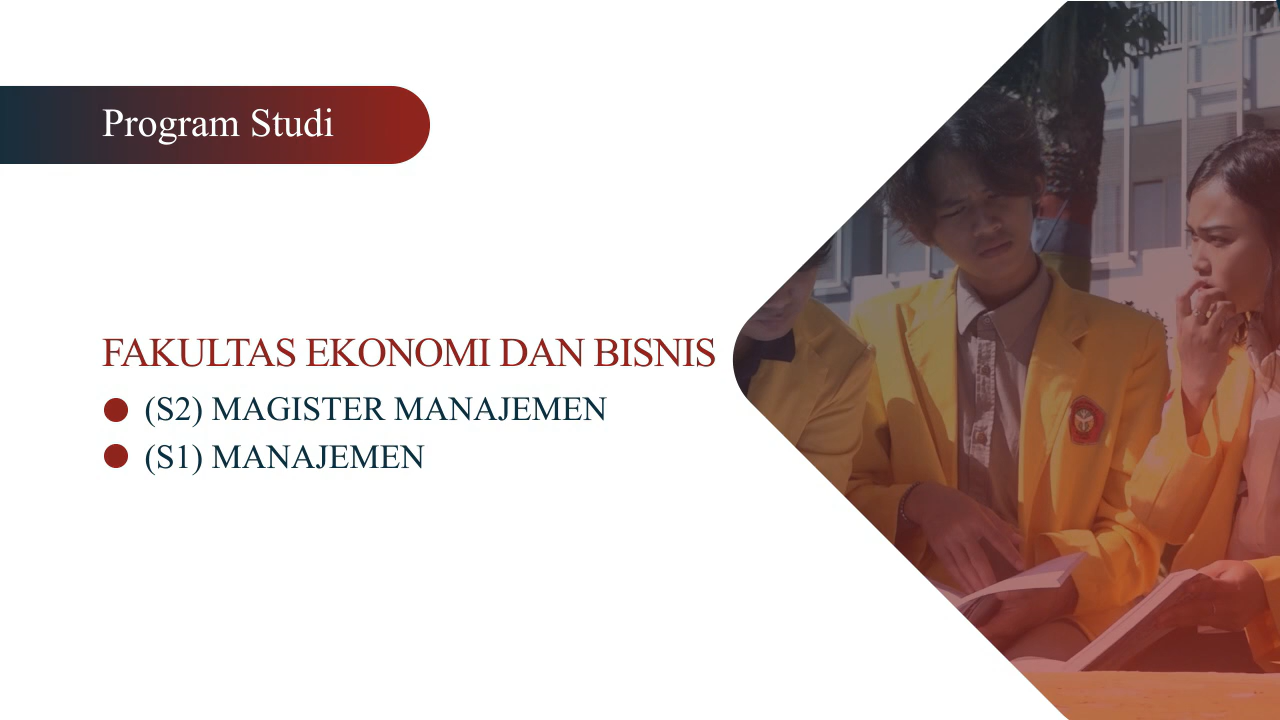 Program Studi
FAKULTAS EKONOMI DAN BISNIS
(S2) MAGISTER MANAJEMEN
(S1) MANAJEMEN